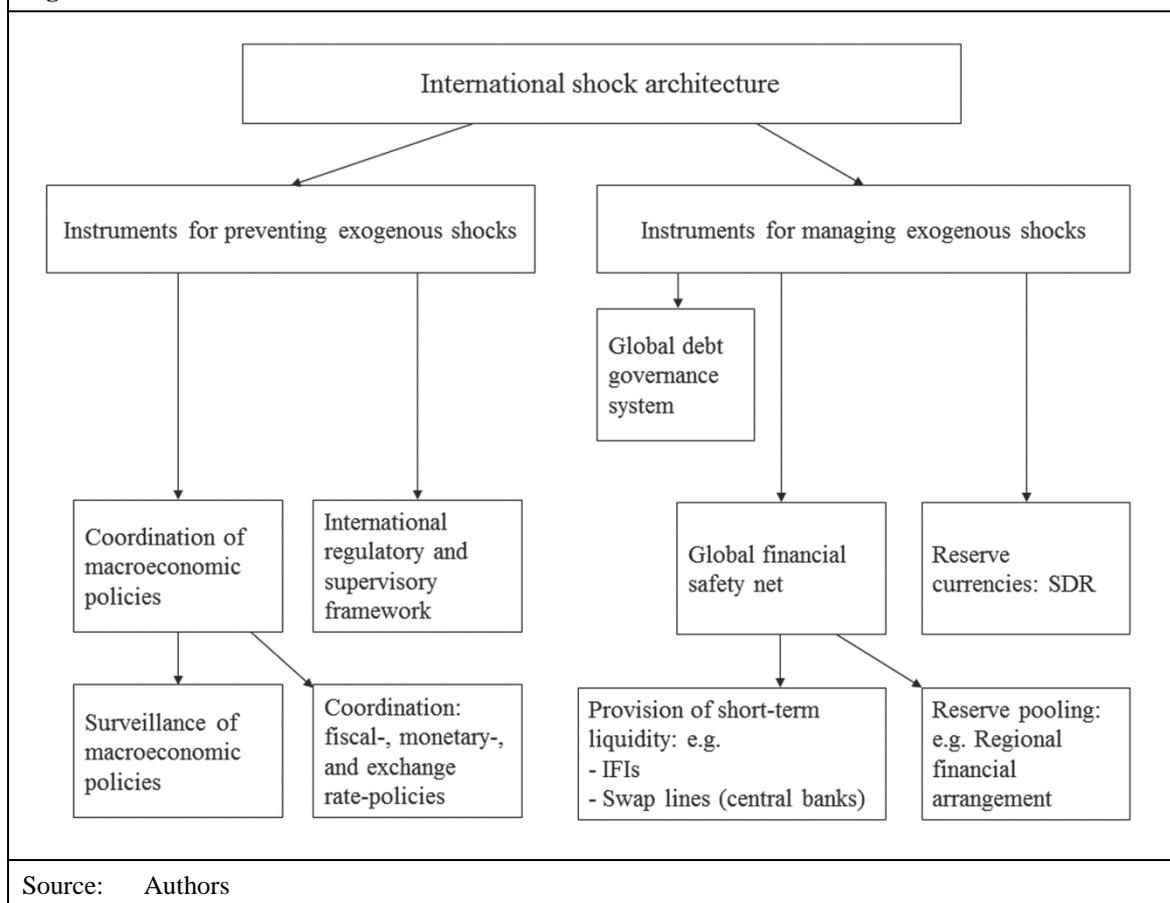 International shock architecture
Instruments for preventing exogenous shocks
Instruments for managing exogenous shocks
Global debt
governance
system
Coordination of
macroeconomic
policies
International
regulatory and
supervisory
framework
Global financial
safety net
Reserve
currencies: SDR
Surveillance of
macroeconomic
policies
Coordination:
fiscal-, monetary-,
and exchange
rate-policies
Provision of short-term
liquidity: e.g.
- IFIs
- Swap lines (central banks)
Reserve pooling:
e.g. Regional
financial
arrangement
Source: Authors